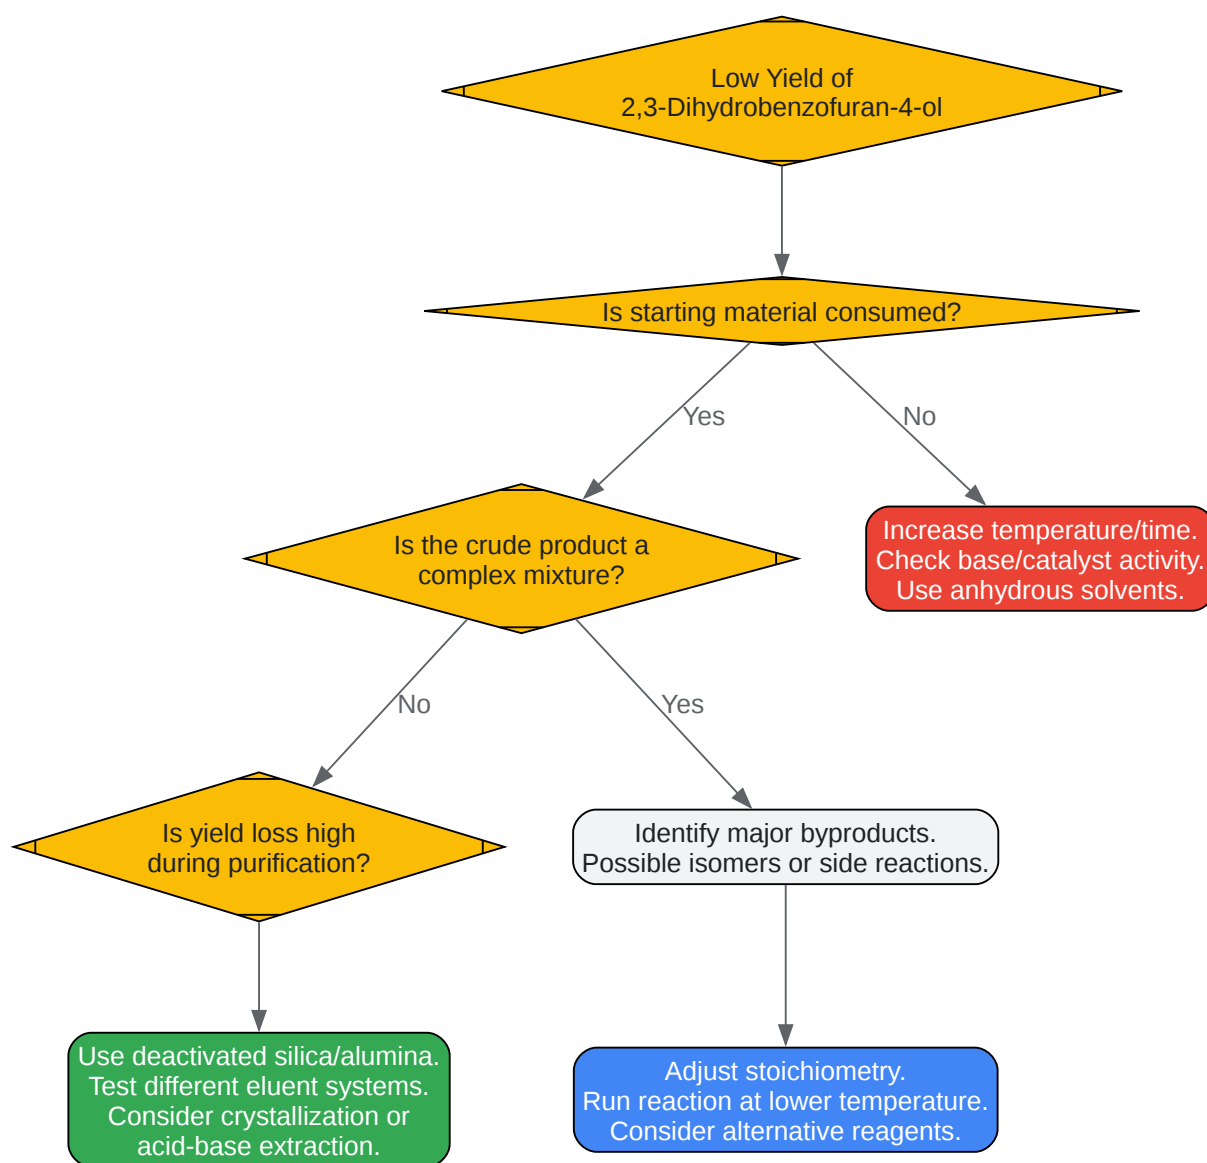 Low Yield of
2,3-Dihydrobenzofuran-4-ol
Is starting material consumed?
Yes
No
Is the crude product a
complex mixture?
Increase temperature/time.
Check base/catalyst activity.
Use anhydrous solvents.
No
Yes
Is yield loss high
during purification?
Identify major byproducts.
Possible isomers or side reactions.
Use deactivated silica/alumina.
Test different eluent systems.
Consider crystallization or
acid-base extraction.
Adjust stoichiometry.
Run reaction at lower temperature.
Consider alternative reagents.